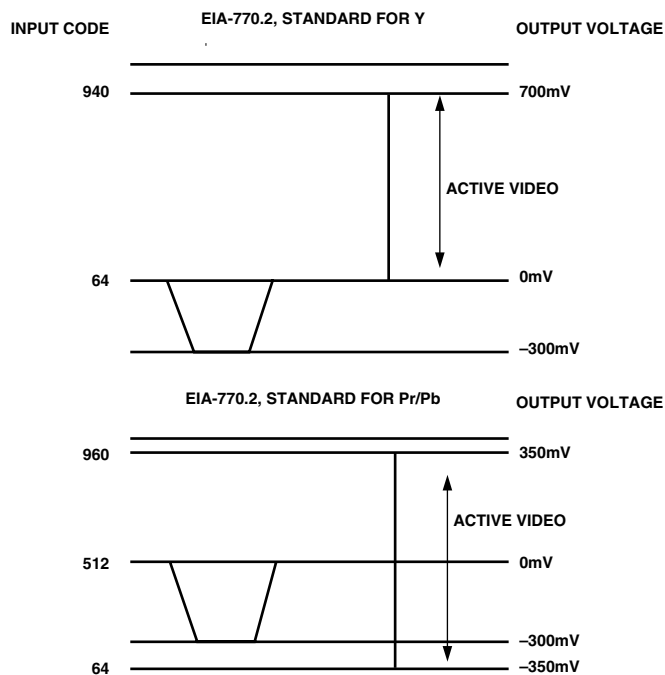 EIA-770.2, STANDARD FOR Y
INPUT CODE OUTPUT VOLTAGE
940 700mV
ACTIVE VIDEO
64 0mV
–300mV
EIA-770.2, STANDARD FOR Pr/Pb
OUTPUT VOLTAGE
960 350mV
ACTIVE VIDEO
512 0mV
–300mV
64 –350mV